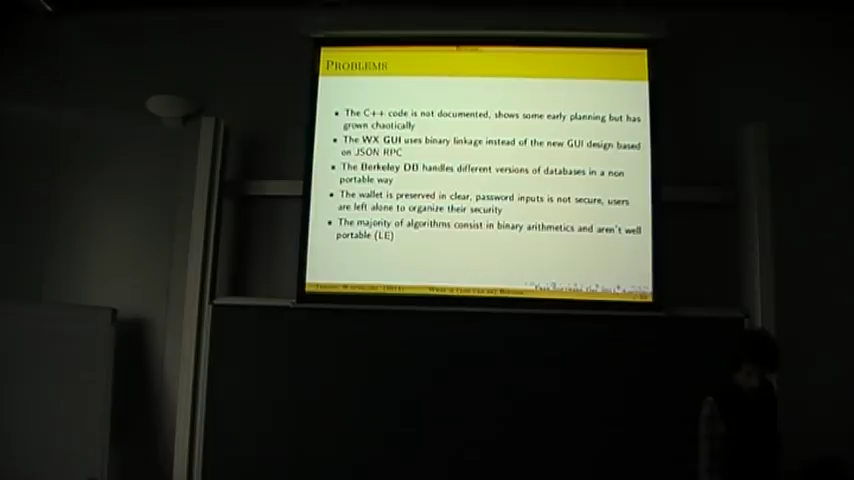 PROBLEMS
• The C++ code is not documented, shows some early planning but has
grown chaotically
• The WX GUI uses binary linkage instead of the new GUI design based
on JSON RPC
• The Berkeley DB handles different versions of databases in a non
portable way
• The wallet is preserved in clear, password inputs is not secure, users
are left alone to organize their security
• The majority of algorithms consist in binary arithmetics and aren't well
portable (LE)